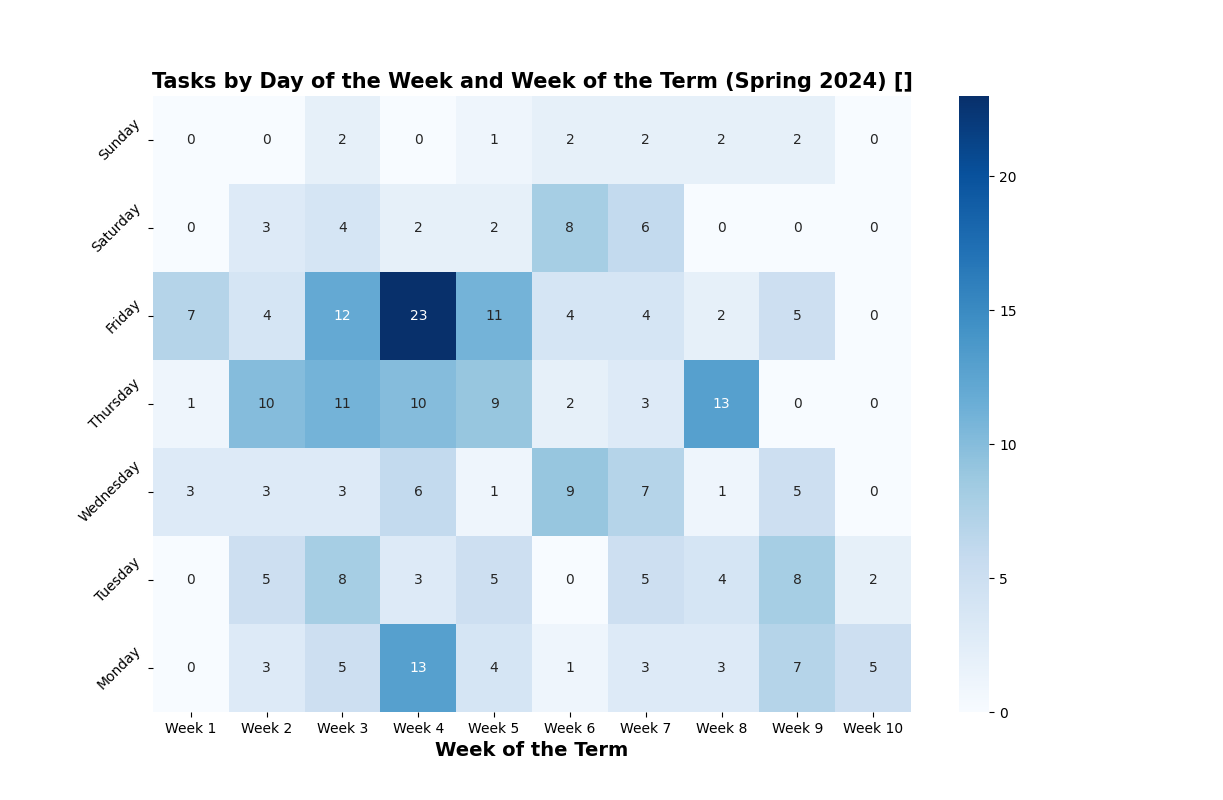 Tasks by Day of the Week and Week of the Term (Spring 2024) []
Sunday 0 0 2 0 1 2 2 2 2 0
Saturday 0 3 4 2 2 8 6 0 0 0
Friday 7 4 12 23 11 4 4 2 5 0
Thursday 1 10 11 10 9 2 3 13 0 0
Wednesday 3 3 3 6 1 9 7 1 5 0
Tuesday 0 5 8 3 5 0 5 4 8 2
Monday 0 3 5 13 4 1 3 3 7 5
Week 1 Week 2 Week 3 Week 4 Week 5 Week 6 Week 7 Week 8 Week 9 Week 10
Week of the Term
20
15
10
5
0